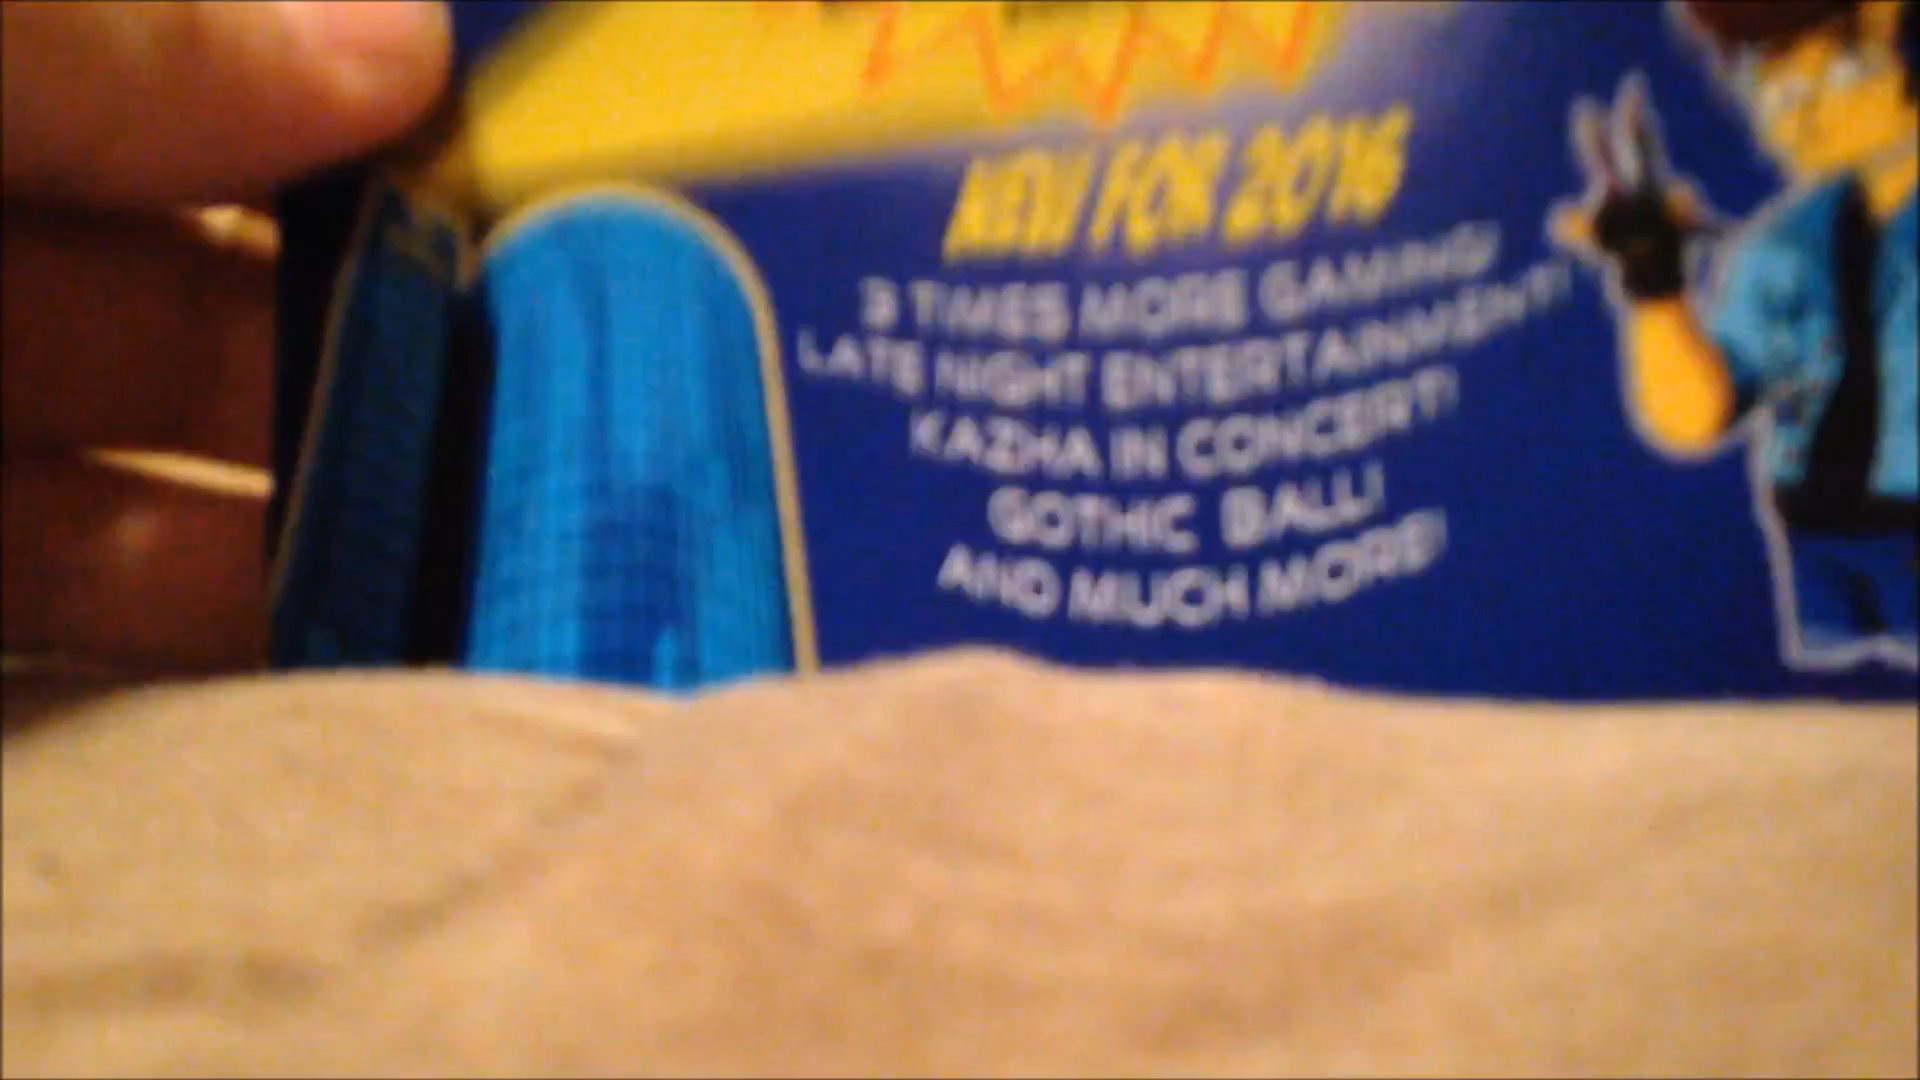 NEW FOR 2016
3 TIMES MORE GAMING!
LATE NIGHT ENTERTAINMENT!
KAZHA IN CONCERT!
GOTHIC BALL!
AND MUCH MORE!